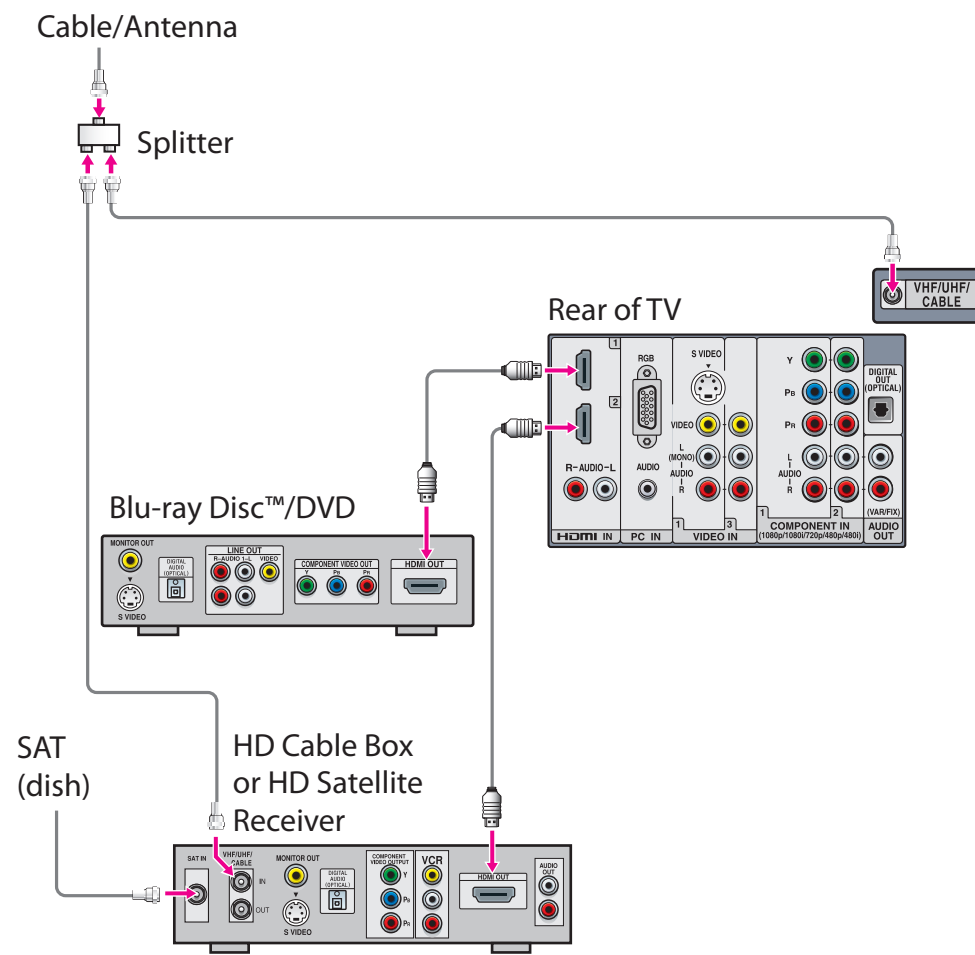 Cable/Antenna
Splitter
VHF/UHF/
CABLE
Rear of TV
1
2
R-AUDIO-L
HDMI IN
RGB
AUDIO
PC IN
S VIDEO
VIDEO
L
(MONO)
AUDIO
R
1
3
VIDEO IN
Y
PB
PR
L
AUDIO
R
1
2
COMPONENT IN
(1080p/1080i/720p/480p/480i)
DIGITAL
OUT
(OPTICAL)
(VAR/FIX)
AUDIO
OUT
Blu-ray Disc™/DVD
MONITOR OUT
S VIDEO
DIGITAL
AUDIO
(OPTICAL)
LINE OUT
R-AUDIO 1-L VIDEO
COMPONENT VIDEO OUT
Y PB PR
HDMI OUT
SAT
(dish)
HD Cable Box
or HD Satellite
Receiver
SAT IN
VHF/UHF/
CABLE
IN
OUT
MONITOR OUT
S VIDEO
DIGITAL
AUDIO
(OPTICAL)
COMPONENT
VIDEO OUTPUT
Y
PB
PR
VCR
HDMI OUT
AUDIO
OUT